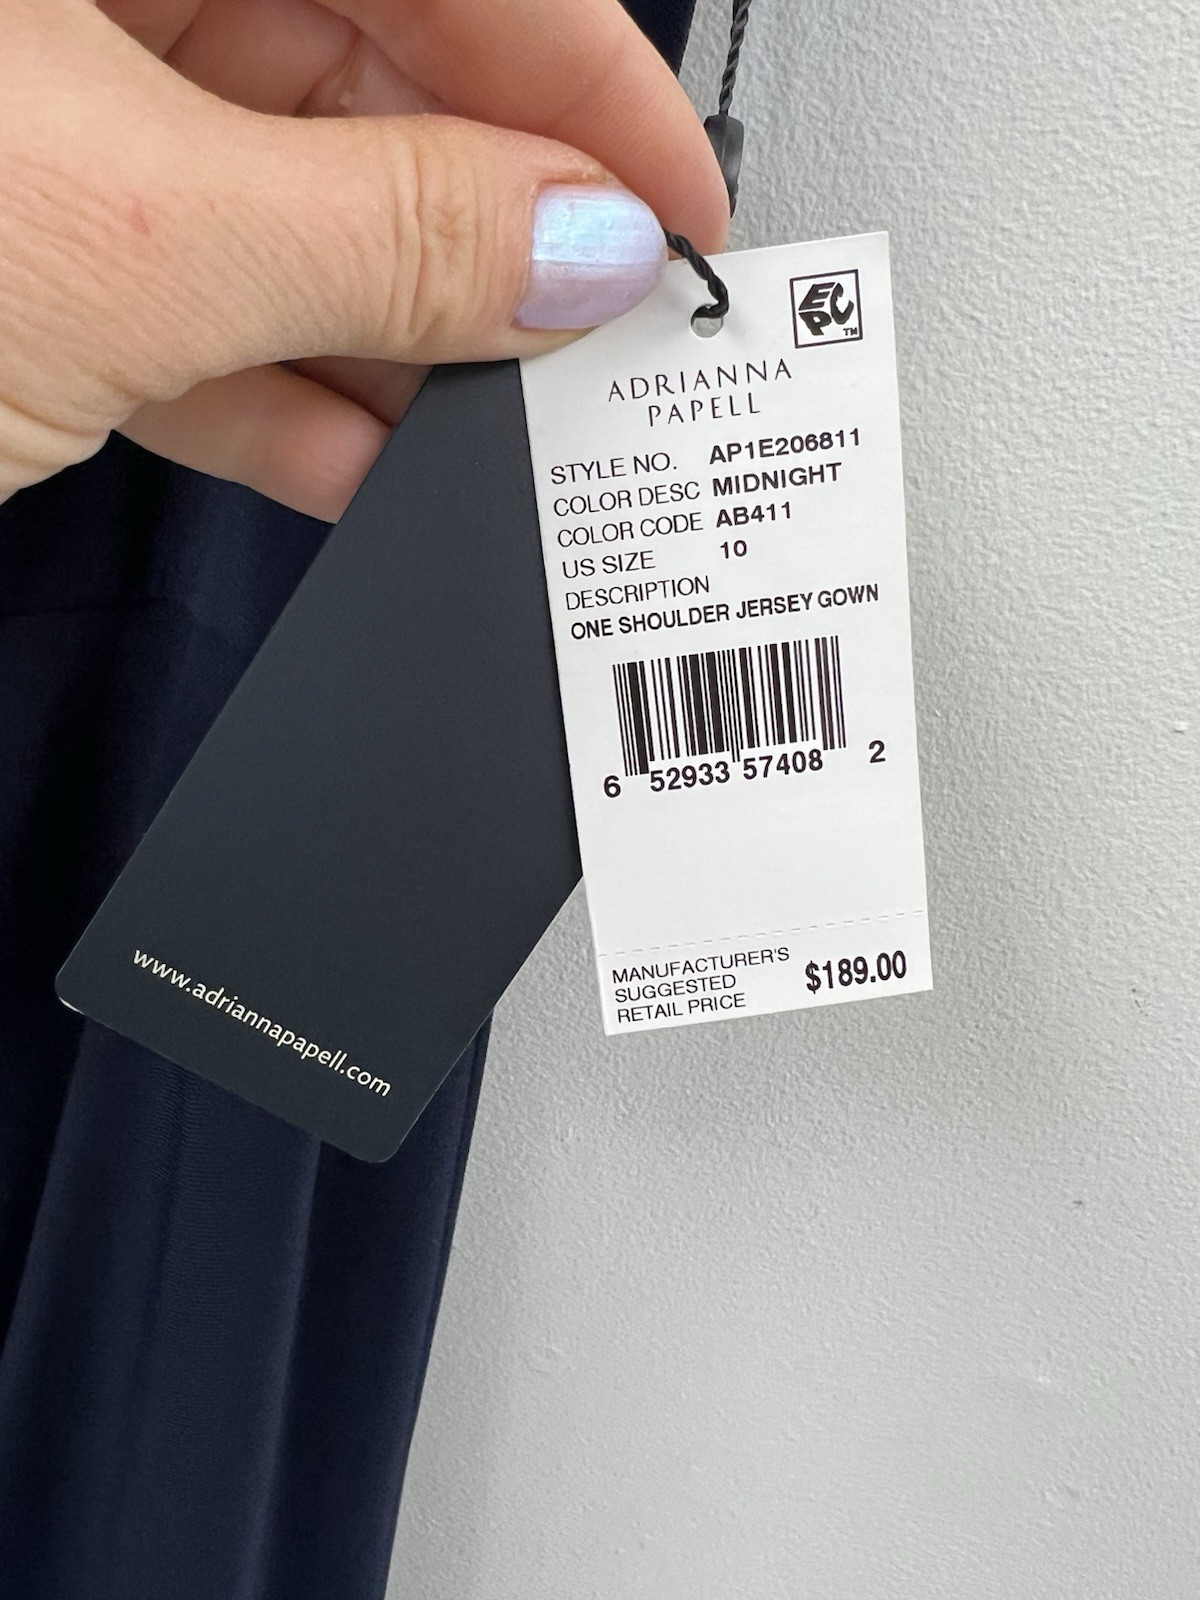 EPC™
ADRIANNA
PAPELL
STYLE NO. AP1E206811
COLOR DESC MIDNIGHT
COLOR CODE AB411
US SIZE 10
DESCRIPTION
ONE SHOULDER JERSEY GOWN
6 52933 57408 2
MANUFACTURER'S
SUGGESTED
RETAIL PRICE
$189.00
www.adriannapapell.com